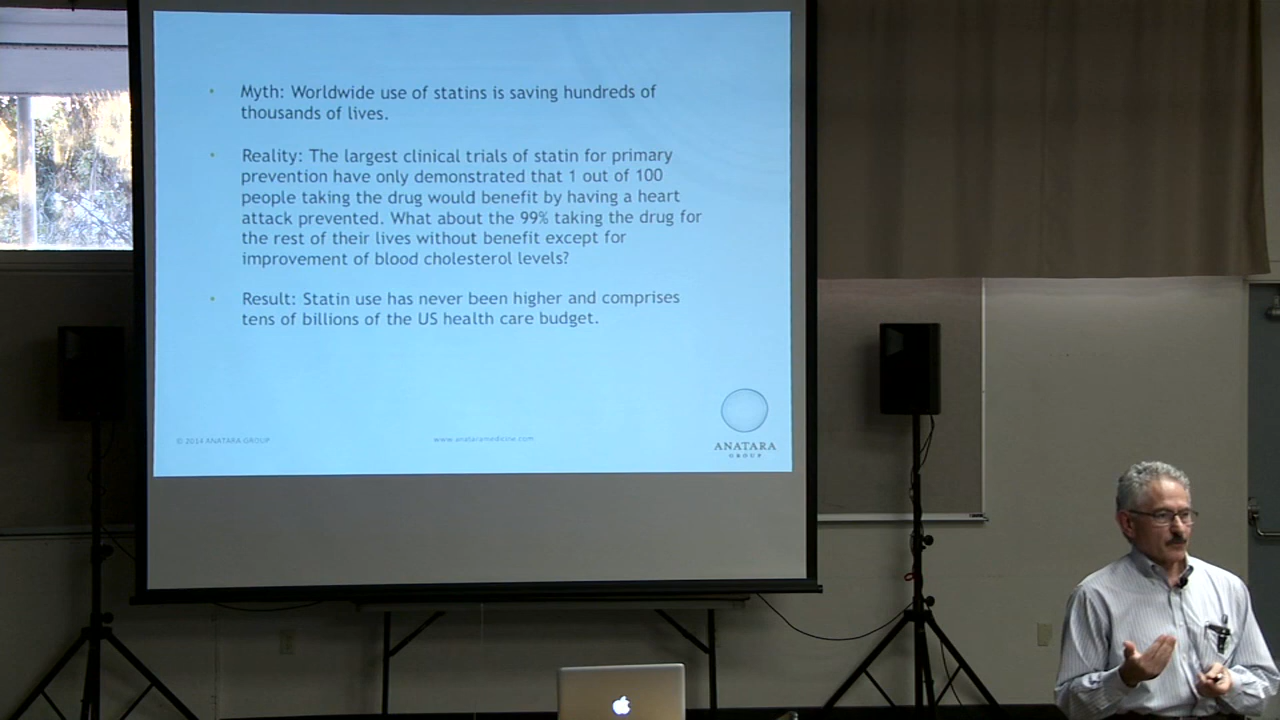 Myth: Worldwide use of statins is saving hundreds of
thousands of lives.
Reality: The largest clinical trials of statin for primary
prevention have only demonstrated that 1 out of 100
people taking the drug would benefit by having a heart
attack prevented. What about the 99% taking the drug for
the rest of their lives without benefit except for
improvement of blood cholesterol levels?
Result: Statin use has never been higher and comprises
tens of billions of the US health care budget.
© 2014 ANATARA GROUP
www.anataramedicine.com
ANATARA
GROUP